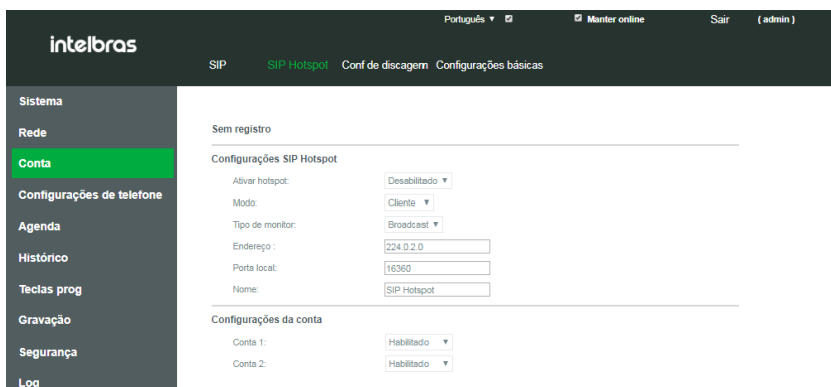 Português
Manter online
Sair
( admin )
intelbras
SIP
SIP Hotspot
Conf de discagem
Configurações básicas
Sistema
Rede
Conta
Configurações de telefone
Agenda
Histórico
Teclas prog
Gravação
Segurança
Log
Sem registro
Configurações SIP Hotspot
Ativar hotspot: Desabilitado
Modo: Cliente
Tipo de monitor: Broadcast
Endereço : 224.0.2.0
Porta local: 16360
Nome: SIP Hotspot
Configurações da conta
Conta 1: Habilitado
Conta 2: Habilitado